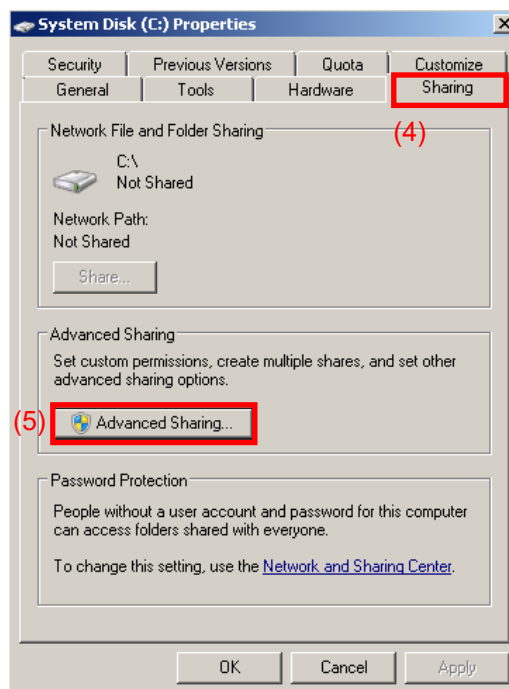 System Disk (C:) Properties
Security Previous Versions Quota Customize
General Tools Hardware Sharing
(4)
Network File and Folder Sharing
C:\
Not Shared
Network Path:
Not Shared
Share...
Advanced Sharing
Set custom permissions, create multiple shares, and set other
advanced sharing options.
(5) Advanced Sharing...
Password Protection
People without a user account and password for this computer
can access folders shared with everyone.
To change this setting, use the Network and Sharing Center.
OK Cancel Apply